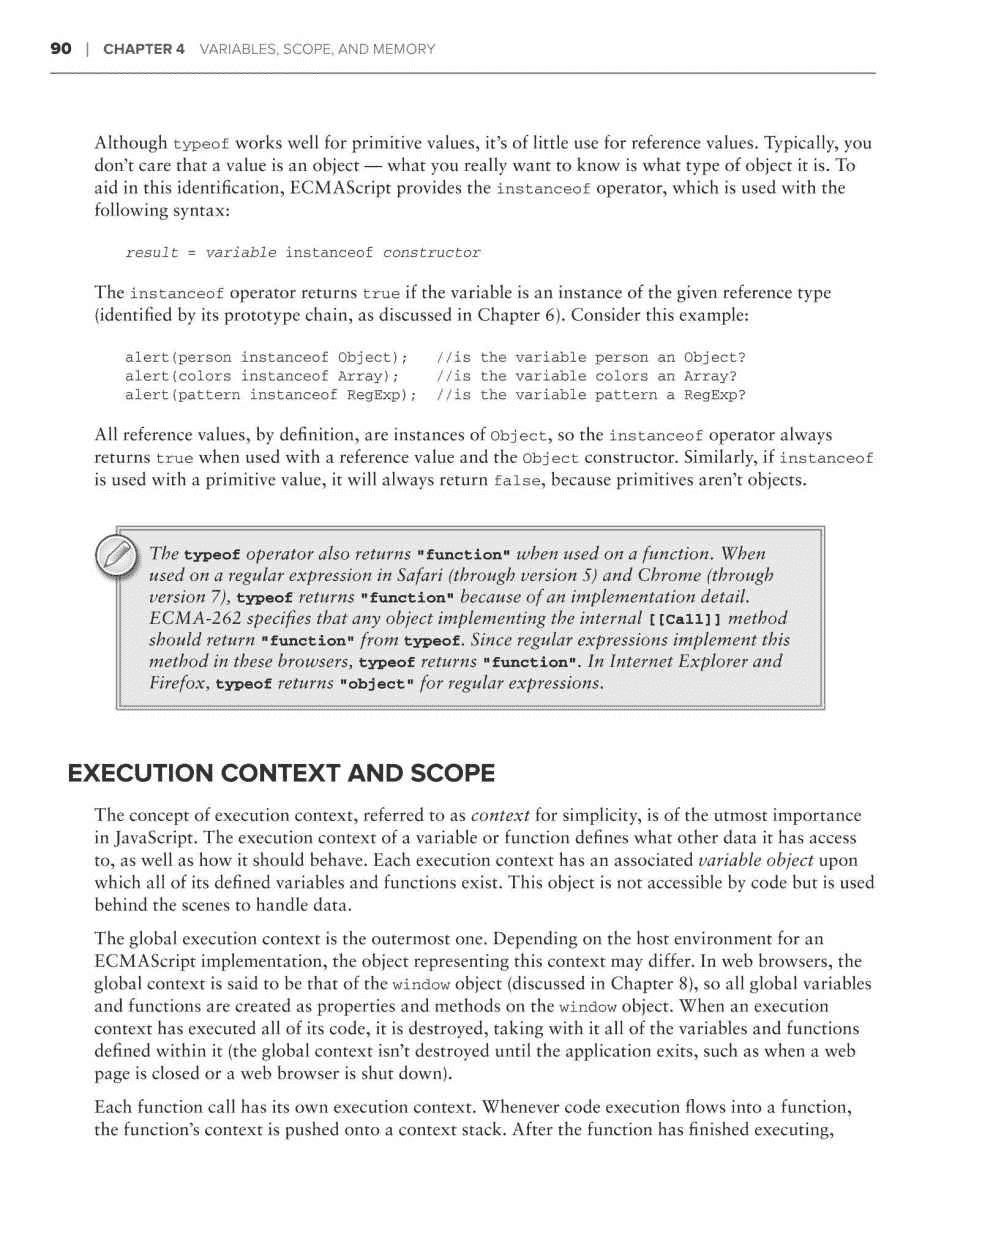 90 | CHAPTER 4 VARIABLES, SCOPE, AND MEMORY
Although typeof works well for primitive values, it’s of little use for reference values. Typically, you
don’t care that a value is an object — what you really want to know is what type of object it is. To
aid in this identification, ECMAScript provides the instanceof operator, which is used with the
following syntax:
result = variable instanceof constructor
The instanceof operator returns true if the variable is an instance of the given reference type
(identified by its prototype chain, as discussed in Chapter 6). Consider this example:
alert(person instanceof Object);   //is the variable person an Object?
alert(colors instanceof Array);    //is the variable colors an Array?
alert(pattern instanceof RegExp);  //is the variable pattern a RegExp?
All reference values, by definition, are instances of Object, so the instanceof operator always
returns true when used with a reference value and the Object constructor. Similarly, if instanceof
is used with a primitive value, it will always return false, because primitives aren’t objects.
The typeof operator also returns "function" when used on a function. When
used on a regular expression in Safari (through version 5) and Chrome (through
version 7), typeof returns "function" because of an implementation detail.
ECMA-262 specifies that any object implementing the internal [[Call]] method
should return "function" from typeof. Since regular expressions implement this
method in these browsers, typeof returns "function". In Internet Explorer and
Firefox, typeof returns "object" for regular expressions.
EXECUTION CONTEXT AND SCOPE
The concept of execution context, referred to as context for simplicity, is of the utmost importance
in JavaScript. The execution context of a variable or function defines what other data it has access
to, as well as how it should behave. Each execution context has an associated variable object upon
which all of its defined variables and functions exist. This object is not accessible by code but is used
behind the scenes to handle data.
The global execution context is the outermost one. Depending on the host environment for an
ECMAScript implementation, the object representing this context may differ. In web browsers, the
global context is said to be that of the window object (discussed in Chapter 8), so all global variables
and functions are created as properties and methods on the window object. When an execution
context has executed all of its code, it is destroyed, taking with it all of the variables and functions
defined within it (the global context isn’t destroyed until the application exits, such as when a web
page is closed or a web browser is shut down).
Each function call has its own execution context. Whenever code execution flows into a function,
the function’s context is pushed onto a context stack. After the function has finished executing,